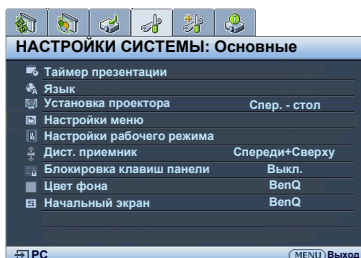 НАСТРОЙКИ СИСТЕМЫ: Основные
Таймер презентации
Язык
Установка проектора Спер. - стол
Настройки меню
Настройки рабочего режима
Дист. приемник Спереди+Сверху
Блокировка клавиш панели Выкл.
Цвет фона BenQ
Начальный экран BenQ
PC MENU Выход